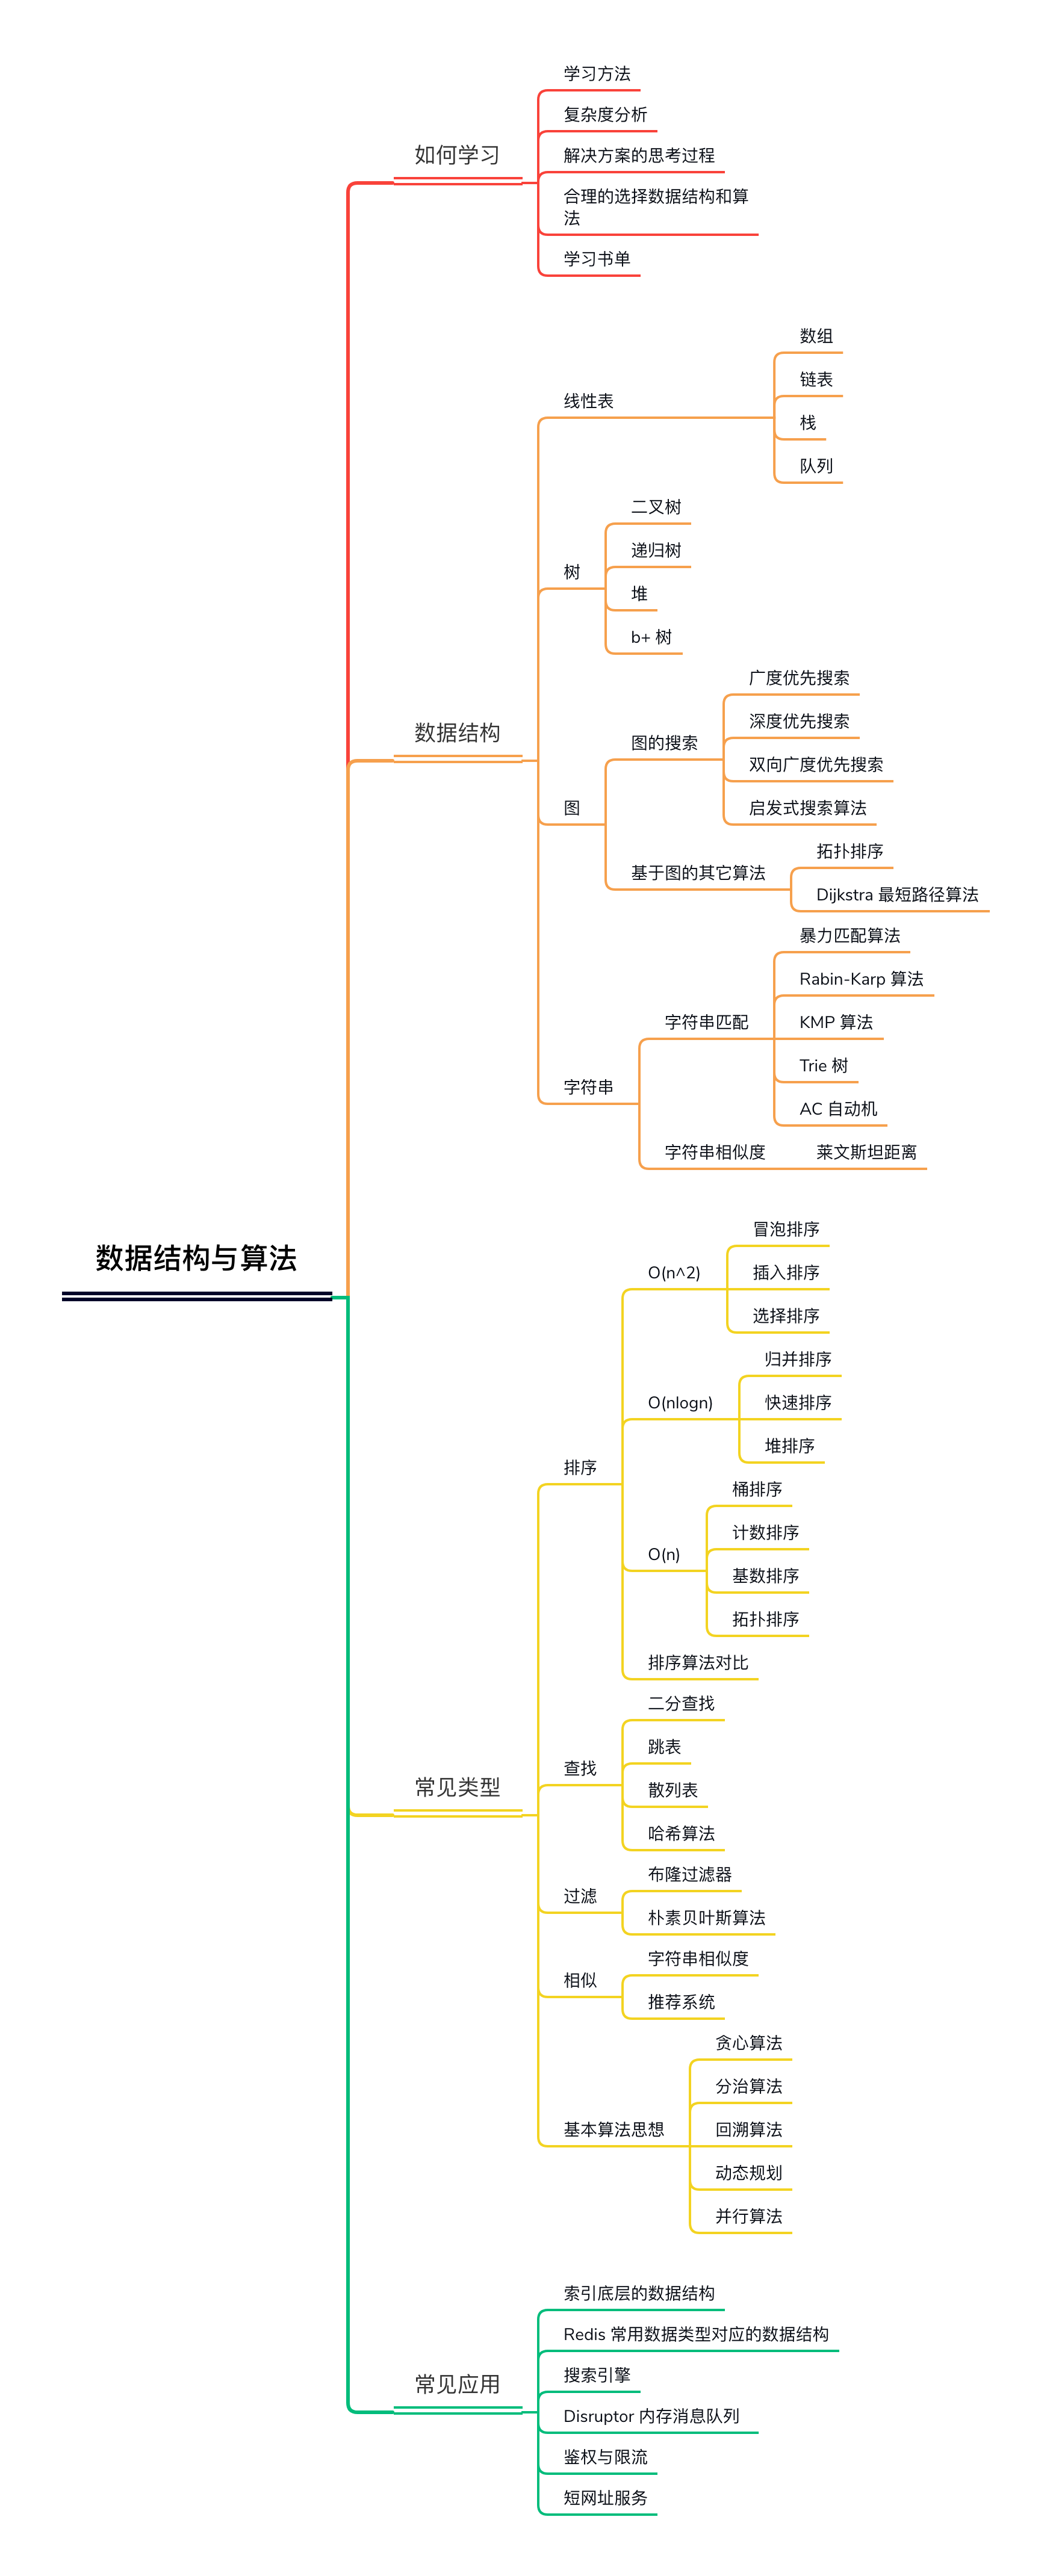 数据结构与算法
如何学习
学习方法
复杂度分析
解决方案的思考过程
合理的选择数据结构和算
法
学习书单
数据结构
线性表
数组
链表
栈
队列
树
二叉树
递归树
堆
b+ 树
图
图的搜索
广度优先搜索
深度优先搜索
双向广度优先搜索
启发式搜索算法
基于图的其它算法
拓扑排序
Dijkstra 最短路径算法
字符串
字符串匹配
暴力匹配算法
Rabin-Karp 算法
KMP 算法
Trie 树
AC 自动机
字符串相似度
莱文斯坦距离
常见类型
排序
O(n^2)
冒泡排序
插入排序
选择排序
O(nlogn)
归并排序
快速排序
堆排序
O(n)
桶排序
计数排序
基数排序
拓扑排序
排序算法对比
查找
二分查找
跳表
散列表
哈希算法
过滤
布隆过滤器
朴素贝叶斯算法
相似
字符串相似度
推荐系统
基本算法思想
贪心算法
分治算法
回溯算法
动态规划
并行算法
常见应用
索引底层的数据结构
Redis 常用数据类型对应的数据结构
搜索引擎
Disruptor 内存消息队列
鉴权与限流
短网址服务